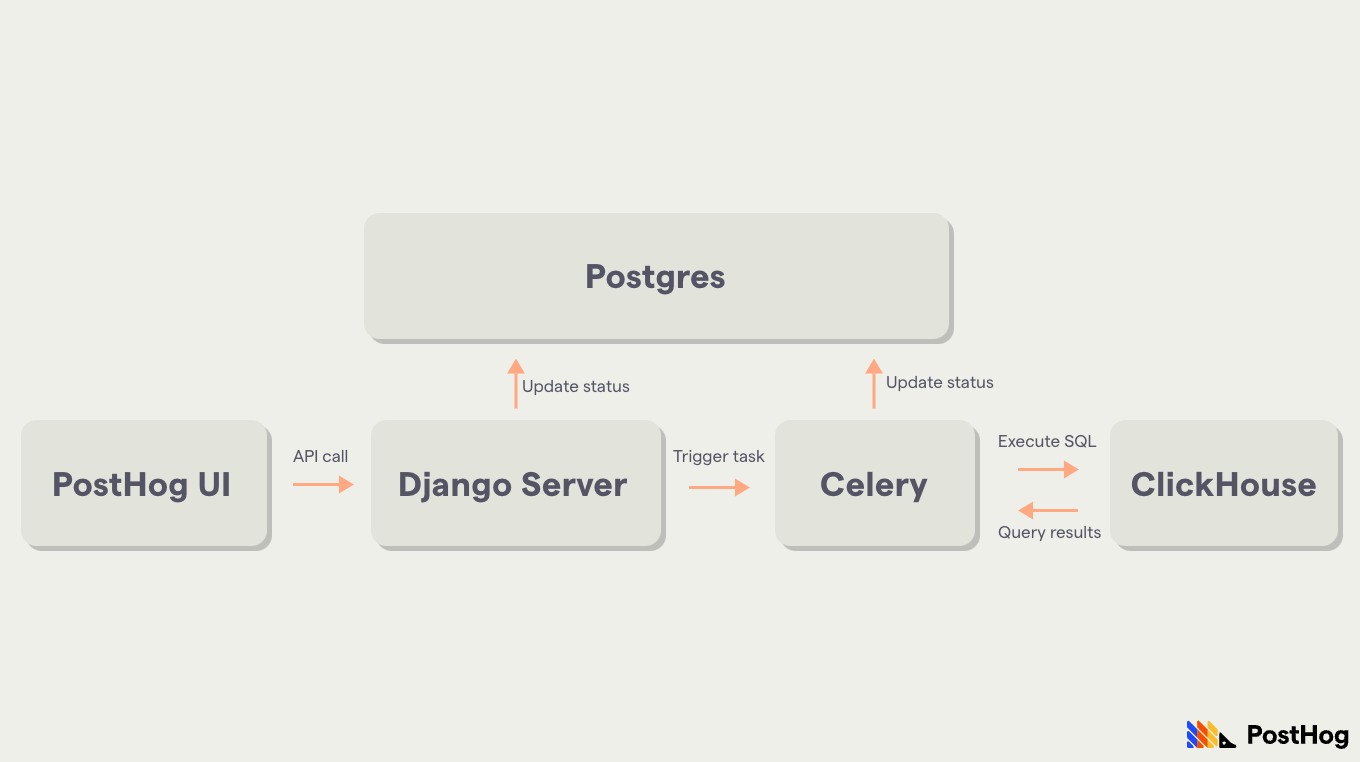 Postgres
Update status
Update status
PostHog UI
API call
Django Server
Trigger task
Celery
Execute SQL
Query results
ClickHouse
PostHog